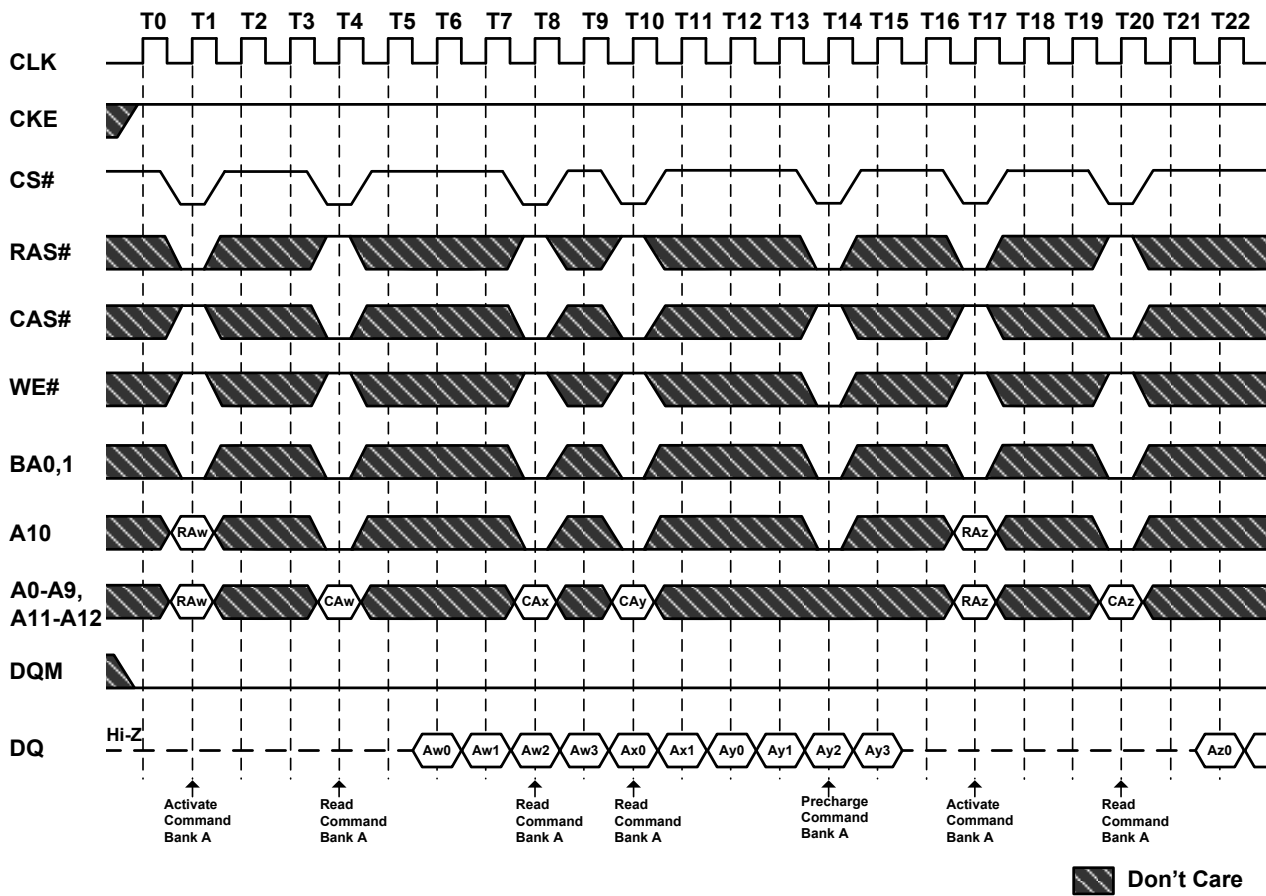 T0 T1 T2 T3 T4 T5 T6 T7 T8 T9 T10 T11 T12 T13 T14 T15 T16 T17 T18 T19 T20 T21 T22
CLK
CKE
CS#
RAS#
CAS#
WE#
BA0,1
A10 RAw RAz
A0-A9,
A11-A12 RAw CAw CAx CAy RAz CAz
DQM
DQ Hi-Z Aw0 Aw1 Aw2 Aw3 Ax0 Ax1 Ay0 Ay1 Ay2 Ay3 Az0
Activate
Command
Bank A
Read
Command
Bank A
Read
Command
Bank A
Read
Command
Bank A
Precharge
Command
Bank A
Activate
Command
Bank A
Read
Command
Bank A
Don't Care